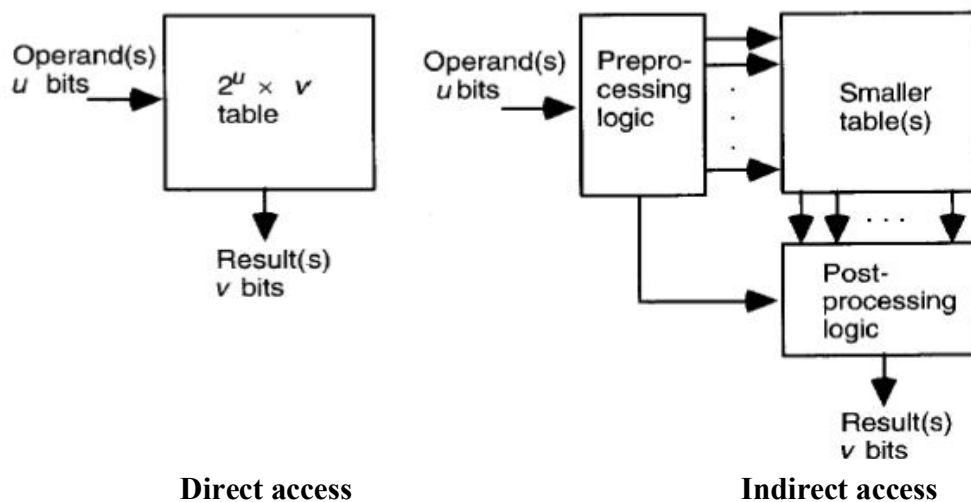 Operand(s)
u bits
2^u × v
table
Result(s)
v bits
Direct access
Operand(s)
u bits
Prepro-
cessing
logic
. . .
Smaller
table(s)
. . .
Post-
processing
logic
Result(s)
v bits
Indirect access